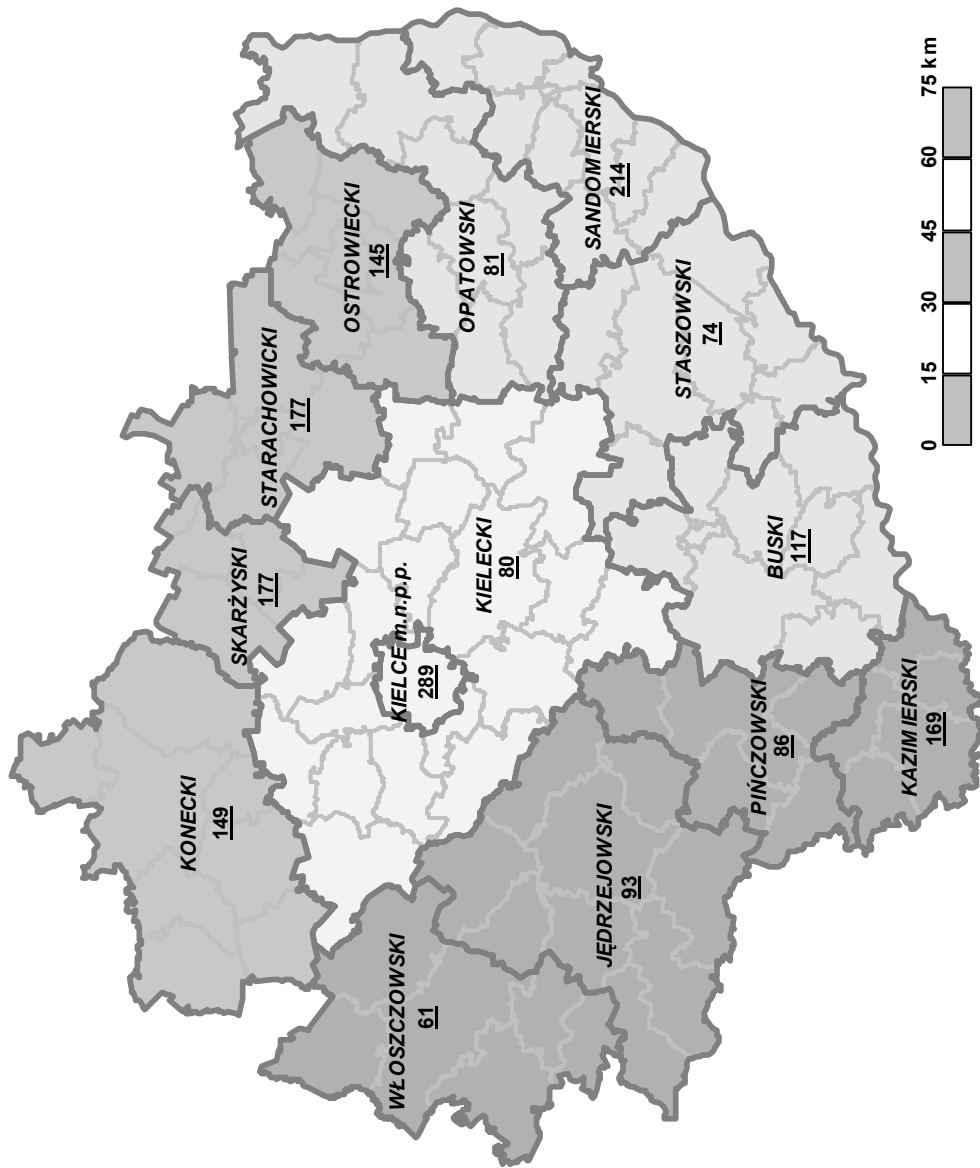 KONECKI
149
SKARŻYSKI
177
STARACHOWICKI
177
OSTROWIECKI
145
WŁOSZCZOWSKI
61
KIELCE m.n.p.p.
289
KIELECKI
80
OPATOWSKI
81
SANDOMIERSKI
214
JĘDRZEJOWSKI
93
STASZOWSKI
74
PIŃCZOWSKI
86
BUSKI
117
KAZIMIERSKI
169
0 15 30 45 60 75 km